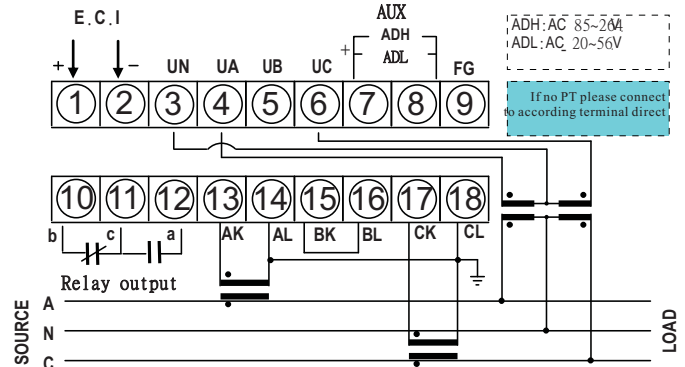 E.C.I
AUX
ADH
ADL
+
ADH:AC 85~264V
ADL:AC 20~56V
+ −
UN UA UB UC FG
1 2 3 4 5 6 7 8 9
If no PT please connect
to according terminal direct
10 11 12 13 14 15 16 17 18
b c a AK AL BK BL CK CL
Relay output
SOURCE
A
N
C
LOAD